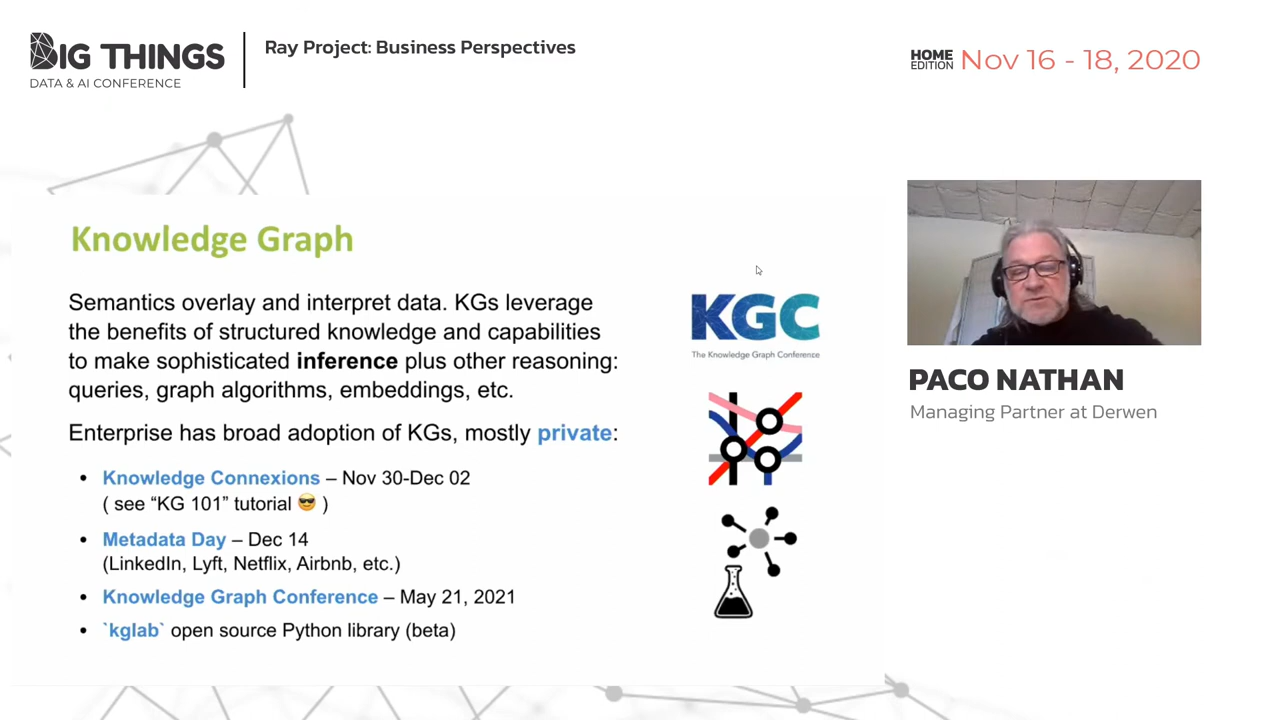 BIG THINGS
DATA & AI CONFERENCE
Ray Project: Business Perspectives
HOME
EDITION
Nov 16 - 18, 2020
Knowledge Graph
Semantics overlay and interpret data. KGs leverage
the benefits of structured knowledge and capabilities
to make sophisticated inference plus other reasoning:
queries, graph algorithms, embeddings, etc.
Enterprise has broad adoption of KGs, mostly private:
• Knowledge Connexions – Nov 30-Dec 02
( see “KG 101” tutorial 😎 )
• Metadata Day – Dec 14
(LinkedIn, Lyft, Netflix, Airbnb, etc.)
• Knowledge Graph Conference – May 21, 2021
• `kglab` open source Python library (beta)
KGC
The Knowledge Graph Conference
PACO NATHAN
Managing Partner at Derwen